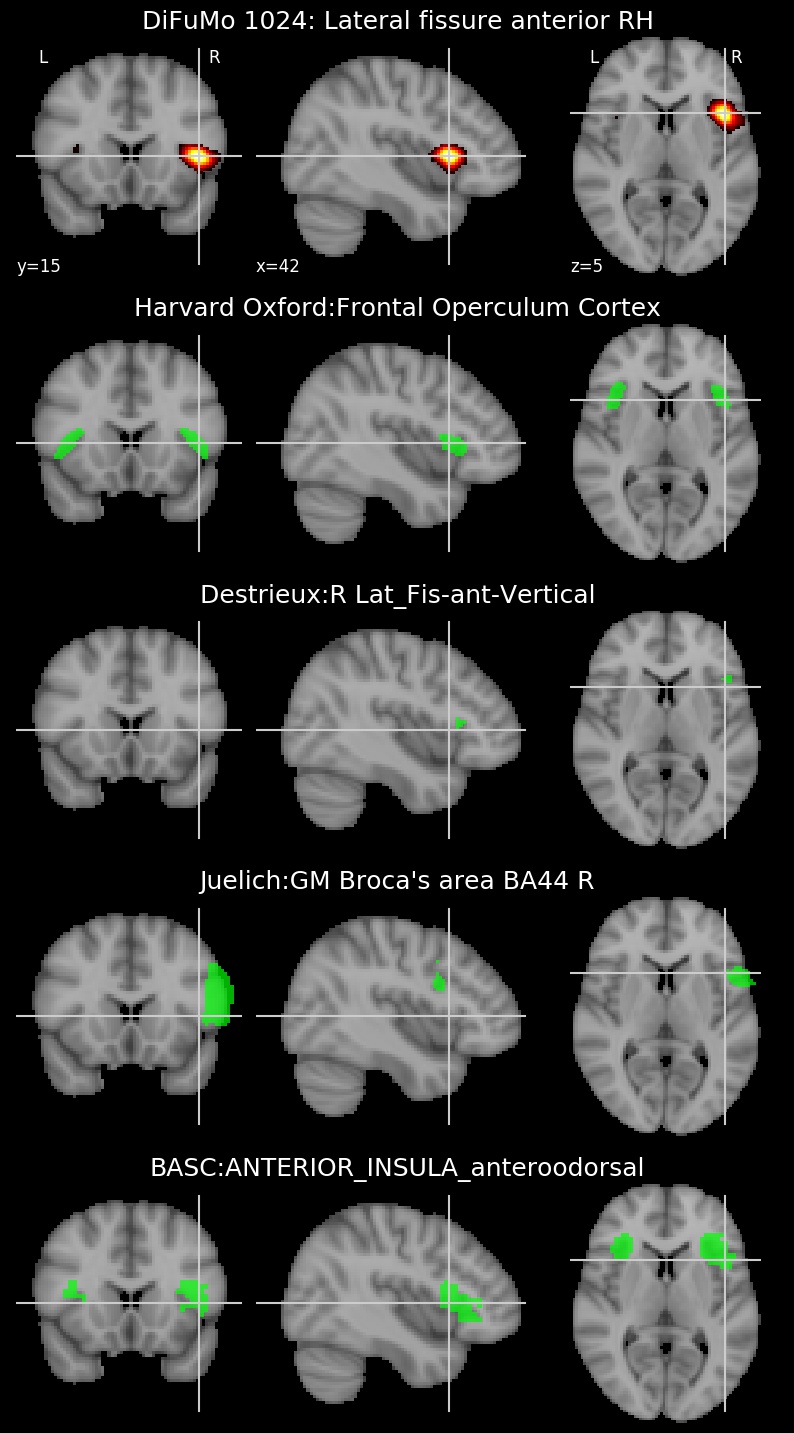 DiFuMo 1024: Lateral fissure anterior RH
L R L R
y=15 x=42 z=5
Harvard Oxford:Frontal Operculum Cortex
Destrieux:R Lat_Fis-ant-Vertical
Juelich:GM Broca's area BA44 R
BASC:ANTERIOR_INSULA_anteroodorsal